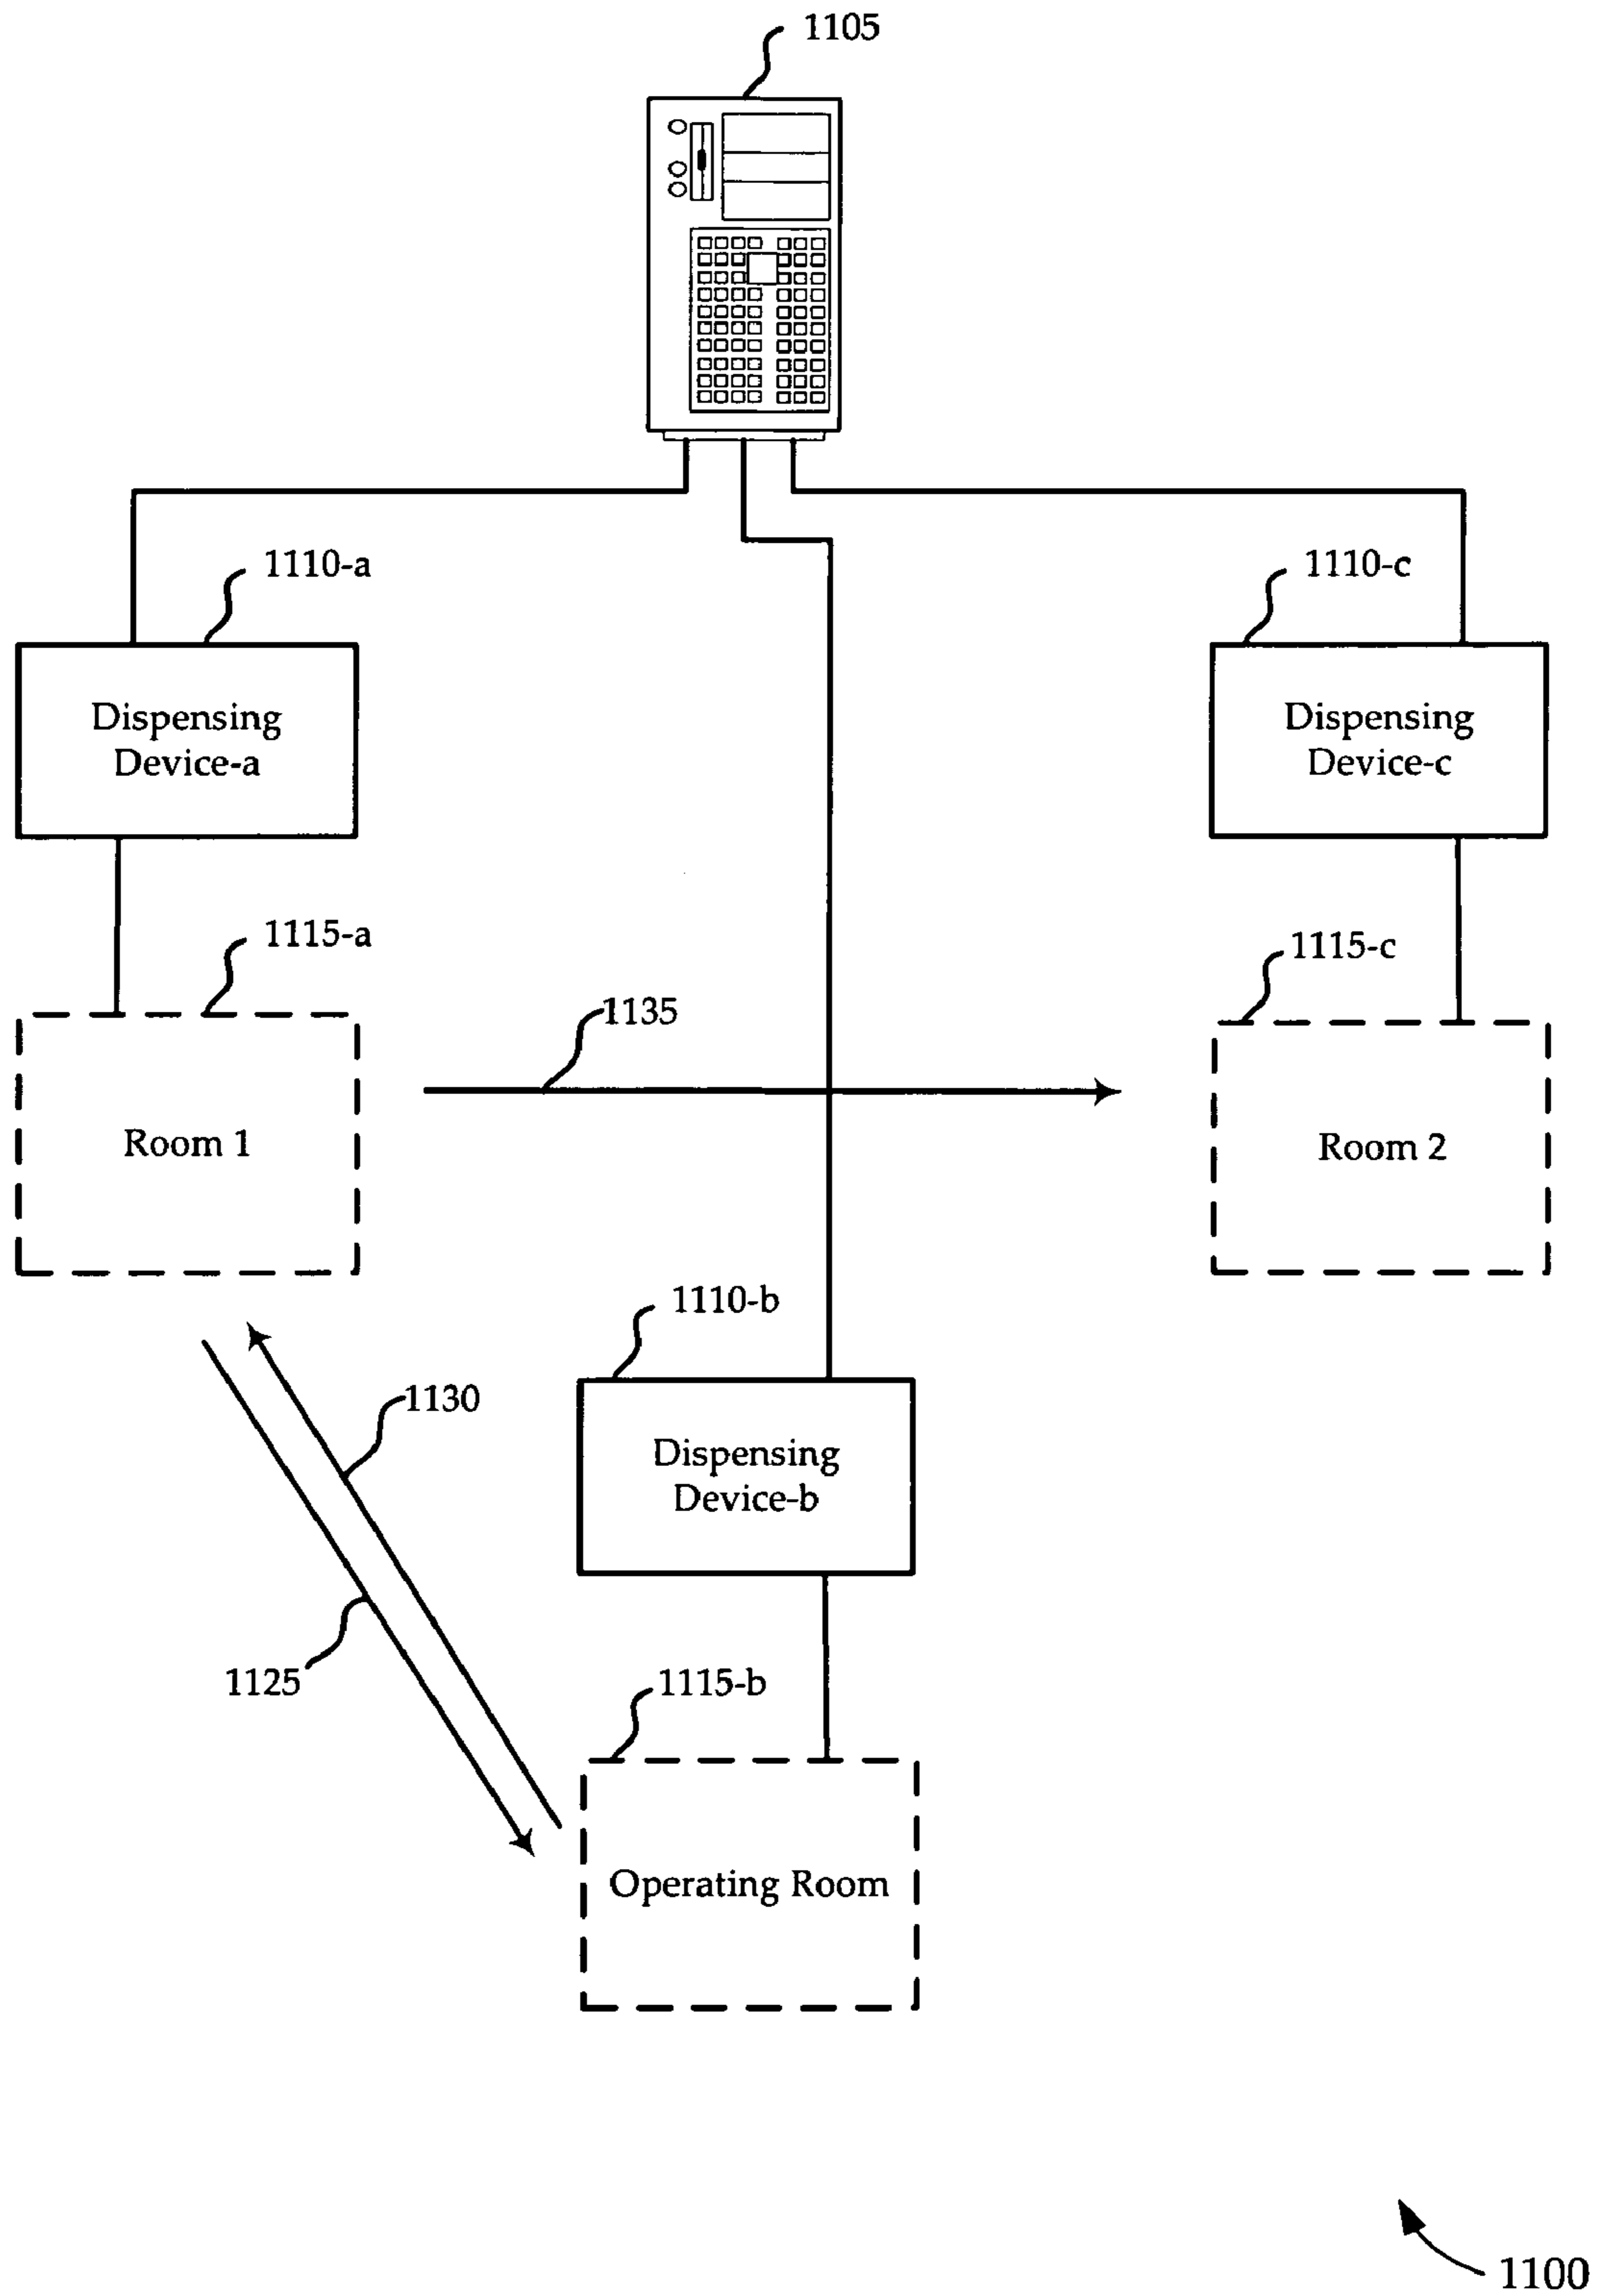 1105
1110-a
1110-c
Dispensing
Device-a
Dispensing
Device-c
1115-a
1115-c
1135
Room 1
Room 2
1110-b
1130
Dispensing
Device-b
1125
1115-b
Operating Room
1100